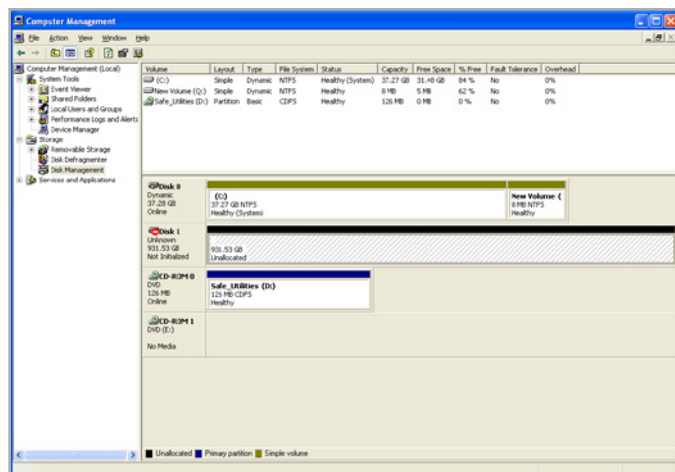 Computer Management
File Action View Window Help
Computer Management (Local)
System Tools
Event Viewer
Shared Folders
Local Users and Groups
Performance Logs and Alerts
Device Manager
Storage
Removable Storage
Disk Defragmenter
Disk Management
Services and Applications
Volume Layout Type File System Status Capacity Free Space % Free Fault Tolerance Overhead
(C:) Simple Dynamic NTFS Healthy (System) 37.27 GB 31.48 GB 84 % No 0%
New Volume (Q:) Simple Dynamic NTFS Healthy 8 MB 5 MB 62 % No 0%
Safe_Utilities (D:) Partition Basic CDFS Healthy 126 MB 0 MB 0 % No 0%
Disk 0
Dynamic
37.28 GB
Online
(C:)
37.27 GB NTFS
Healthy (System)
New Volume (
8 MB NTFS
Healthy
Disk 1
Unknown
931.53 GB
Not Initialized
931.53 GB
Unallocated
CD-ROM 0
DVD
126 MB
Online
Safe_Utilities (D:)
126 MB CDFS
Healthy
CD-ROM 1
DVD (E:)
No Media
Unallocated Primary partition Simple volume